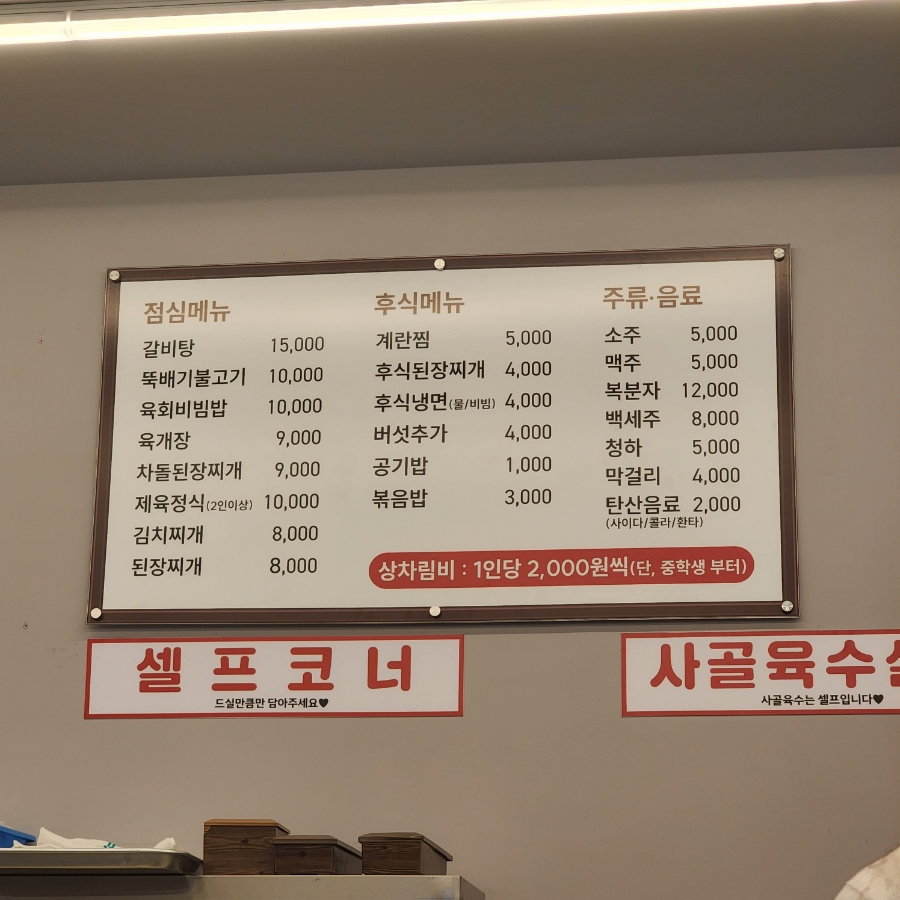 점심메뉴
갈비탕 15,000
뚝배기불고기 10,000
육회비빔밥 10,000
육개장 9,000
차돌된장찌개 9,000
제육정식(2인이상) 10,000
김치찌개 8,000
된장찌개 8,000
후식메뉴
계란찜 5,000
후식된장찌개 4,000
후식냉면(물/비빔) 4,000
버섯추가 4,000
공기밥 1,000
볶음밥 3,000
주류·음료
소주 5,000
맥주 5,000
복분자 12,000
백세주 8,000
청하 5,000
막걸리 4,000
탄산음료 2,000
(사이다/콜라/환타)
상차림비 : 1인당 2,000원씩(단, 중학생 부터)
셀프코너
드실만큼만 담아주세요♥
사골육수
사골육수는 셀프입니다♥